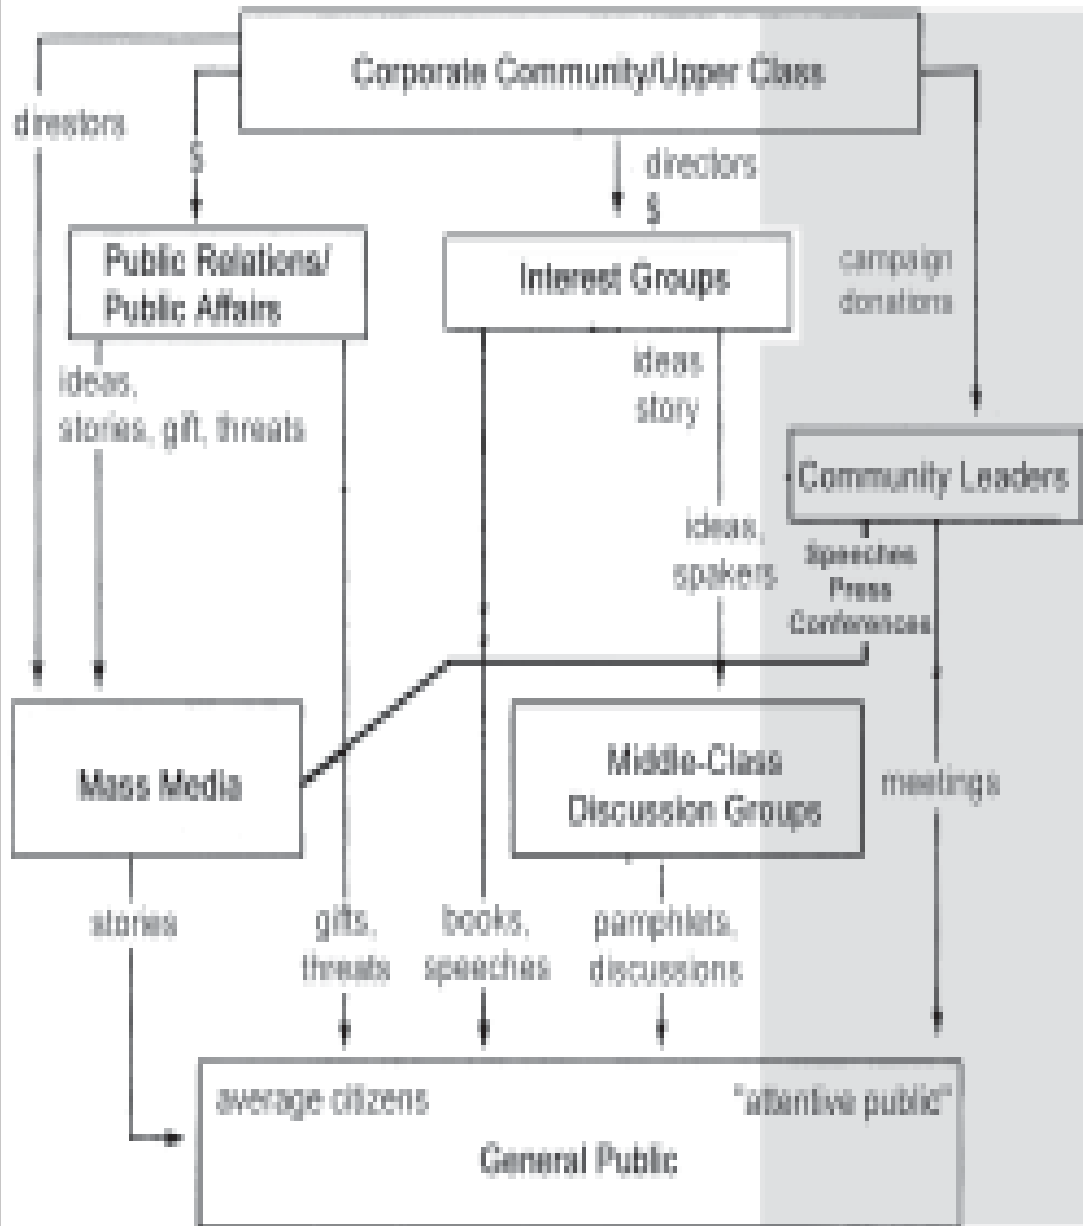 Corporate Community/Upper Class
direstors
§
directors
§
Public Relations/
Public Affairs
Interest Groups
campaign
donations
ideas,
stories, gift, threats
ideas
story
Community Leaders
ideas,
spakers
Speeches
Press
Conferences
Mass Media
Middle-Class
Discussion Groups
meetings
stories
gifts,
threats
books,
speeches
pamphlets,
discussions
average citizens
"attentive public"
General Public